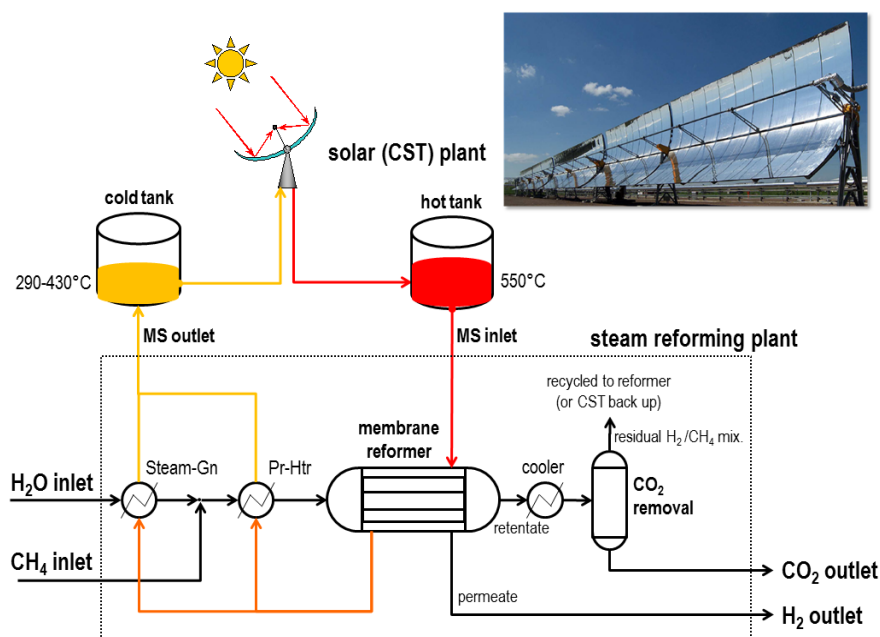 solar (CST) plant
cold tank
hot tank
290-430°C
550°C
MS outlet
MS inlet
steam reforming plant
recycled to reformer
(or CST back up)
residual H₂/CH₄ mix.
membrane
reformer
Steam-Gn
Pr-Htr
cooler
H₂O inlet
CO₂
removal
retentate
CH₄ inlet
CO₂ outlet
permeate
H₂ outlet